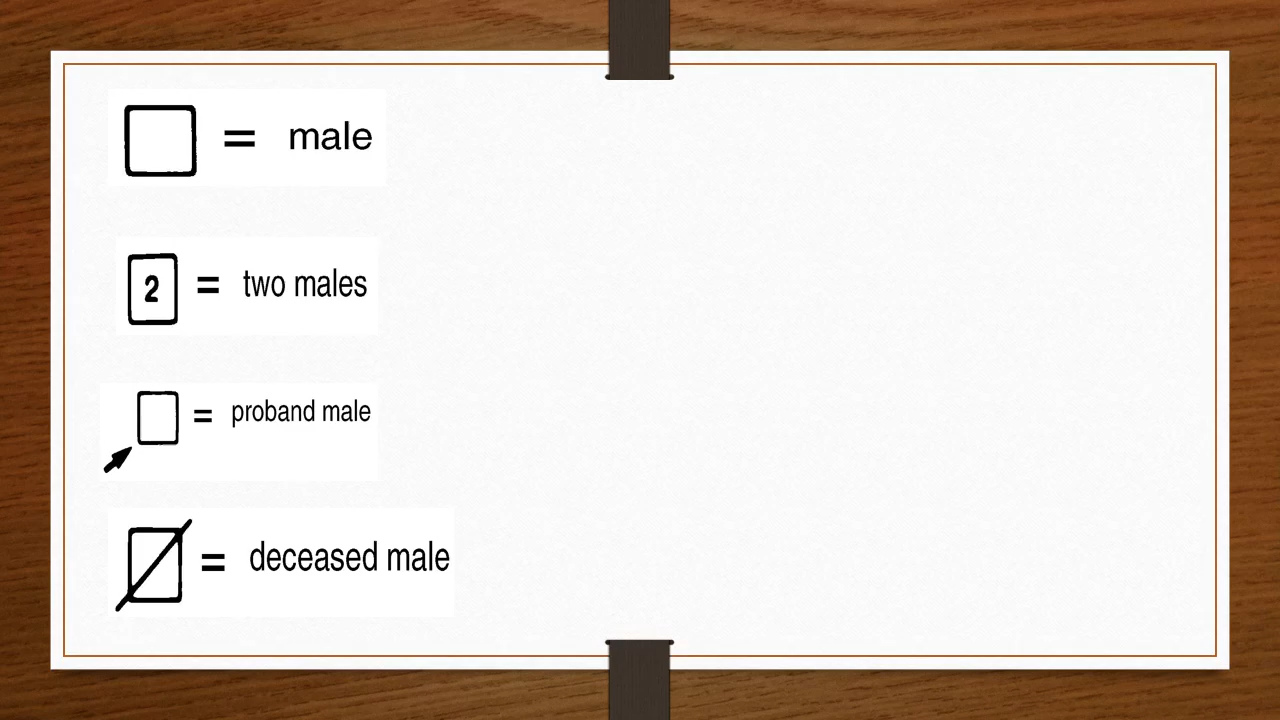 = male
2 = two males
= proband male
= deceased male